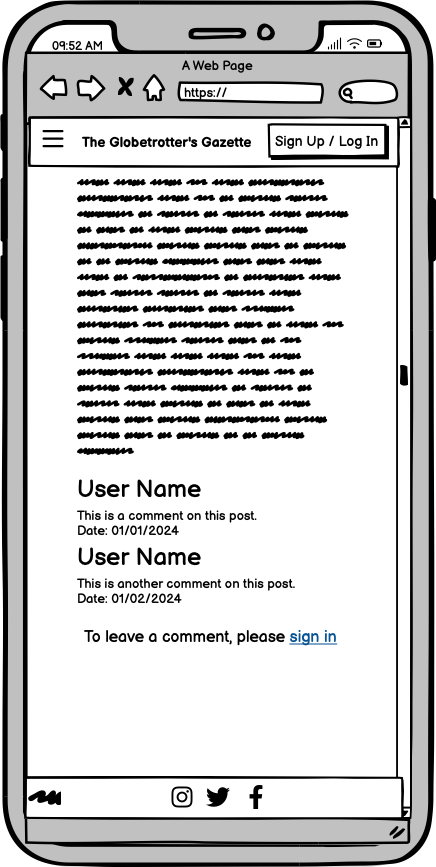 09:52 AM
A Web Page
https://
The Globetrotter's Gazette
Sign Up / Log In
User Name
This is a comment on this post.
Date: 01/01/2024
User Name
This is another comment on this post.
Date: 01/02/2024
To leave a comment, please sign in